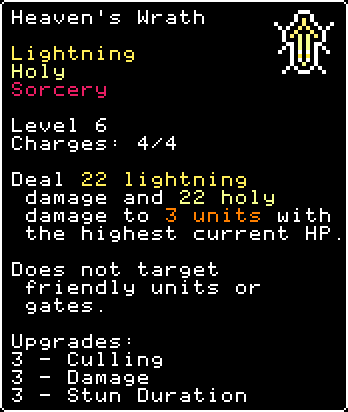 Heaven's Wrath
Lightning
Holy
Sorcery
Level 6
Charges: 4/4
Deal 22 lightning
damage and 22 holy
damage to 3 units with
the highest current HP.
Does not target
friendly units or
gates.
Upgrades:
3 - Culling
3 - Damage
3 - Stun Duration